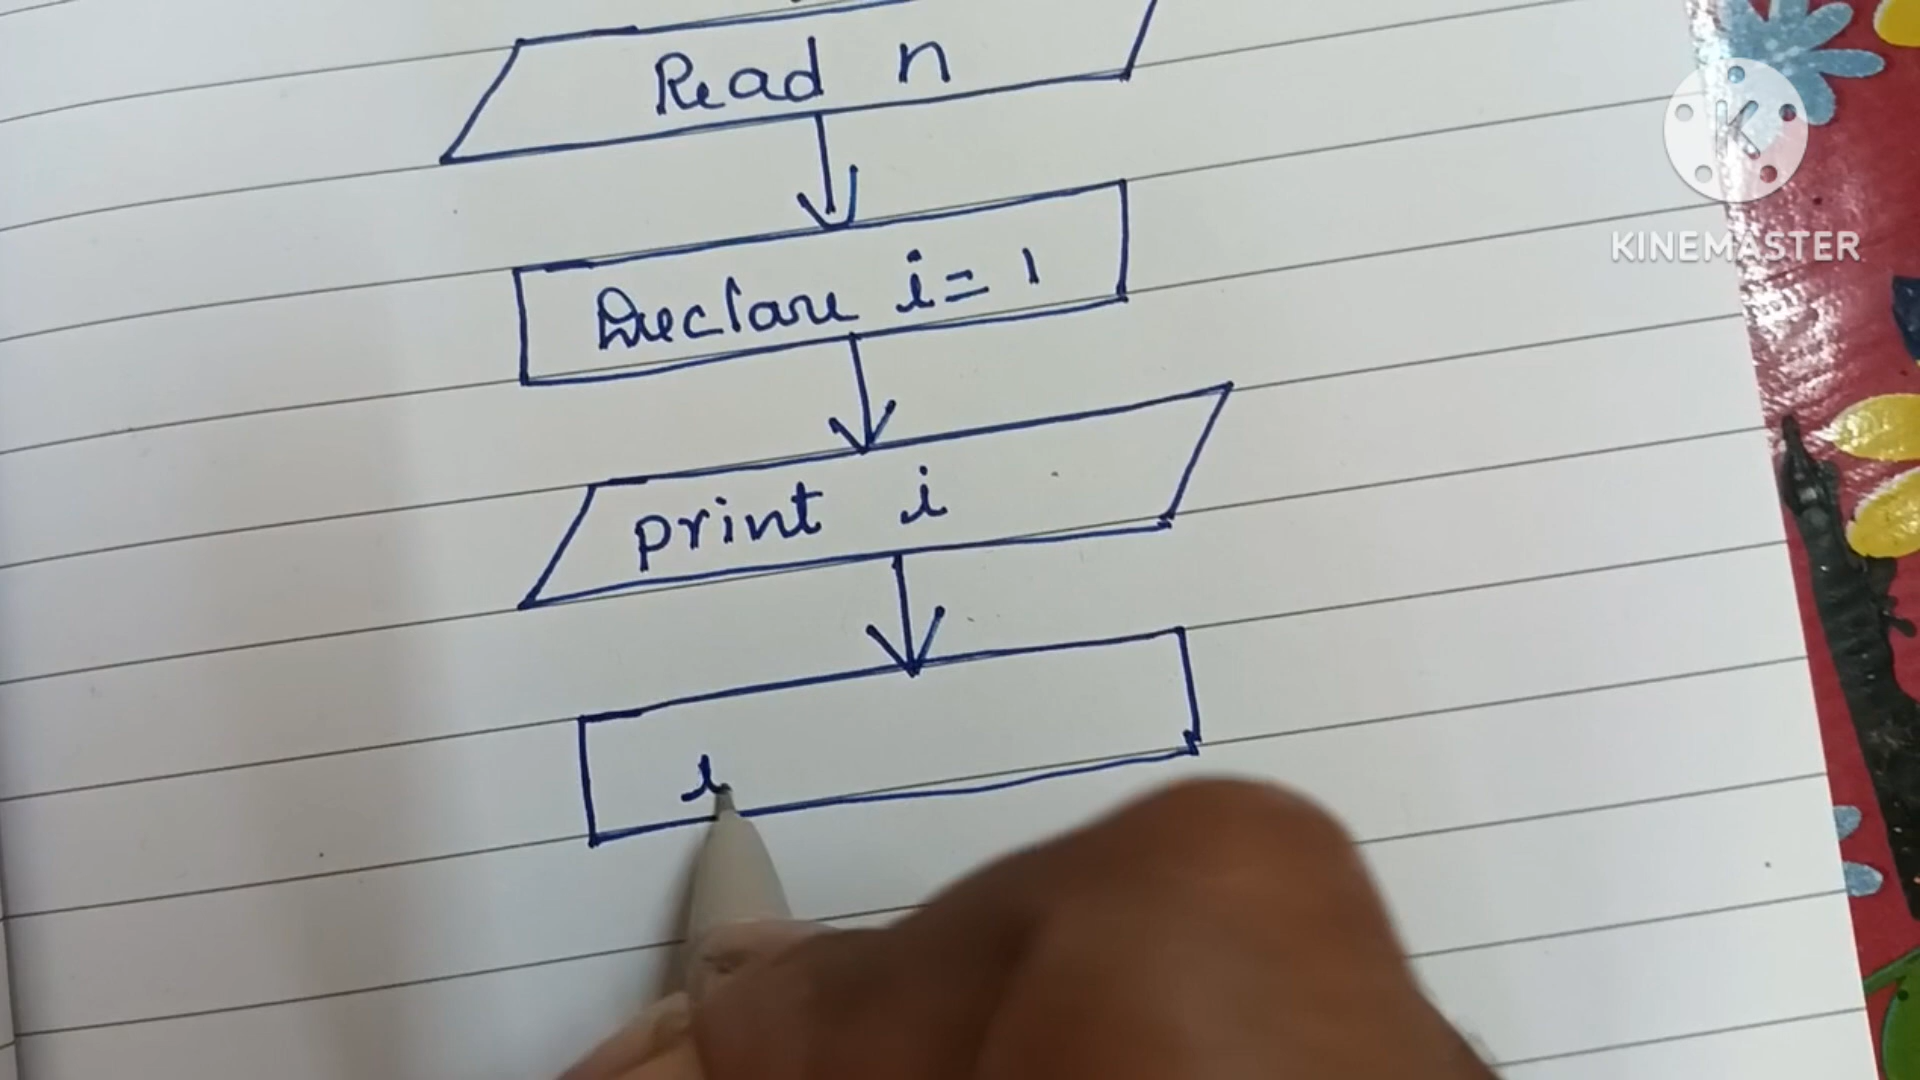 Read n
Declare i = 1
print i
i
K
KINEMASTER